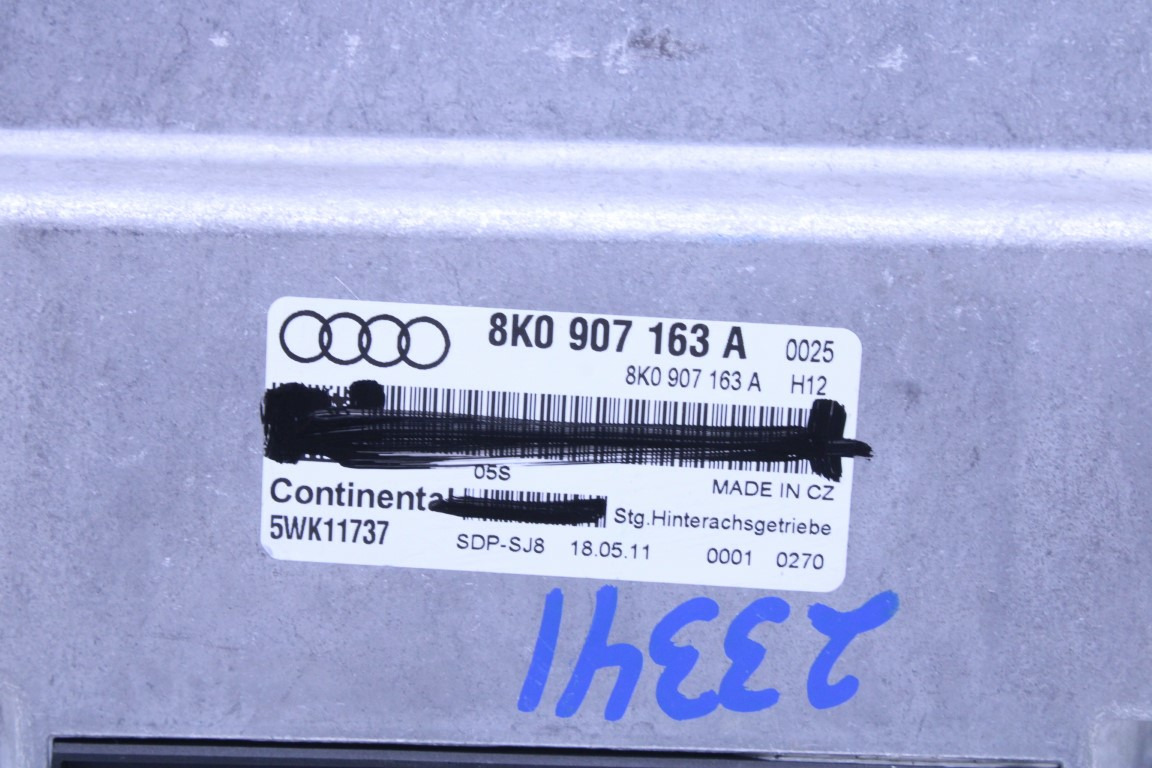 8K0 907 163 A 0025
8K0 907 163 A H12
05S
MADE IN CZ
Continental
Stg.Hinterachsgetriebe
5WK11737
SDP-SJ8 18.05.11 0001 0270
23341